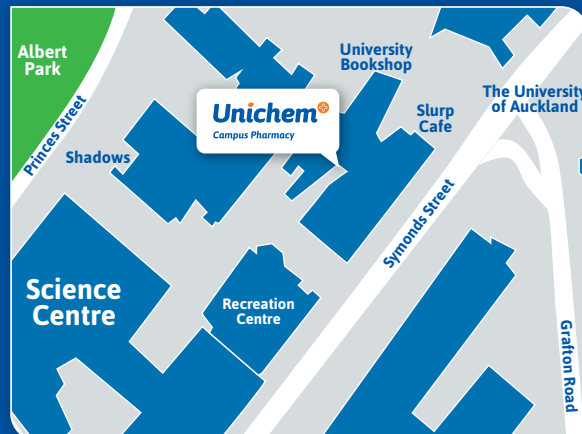 Albert
Park
University
Bookshop
Unichem
Campus Pharmacy
The University
of Auckland
Slurp
Cafe
Princes Street
Shadows
Symonds Street
Science
Centre
Recreation
Centre
Grafton Road